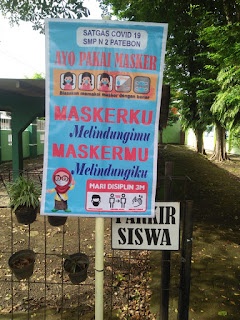 SATGAS COVID 19
SMP N 2 PATEBON
AYO PAKAI MASKER
MASKERKU
Melindungimu
MASKERMU
Melindungiku
MARI DISIPLIN 3M
PARKIR
SISWA